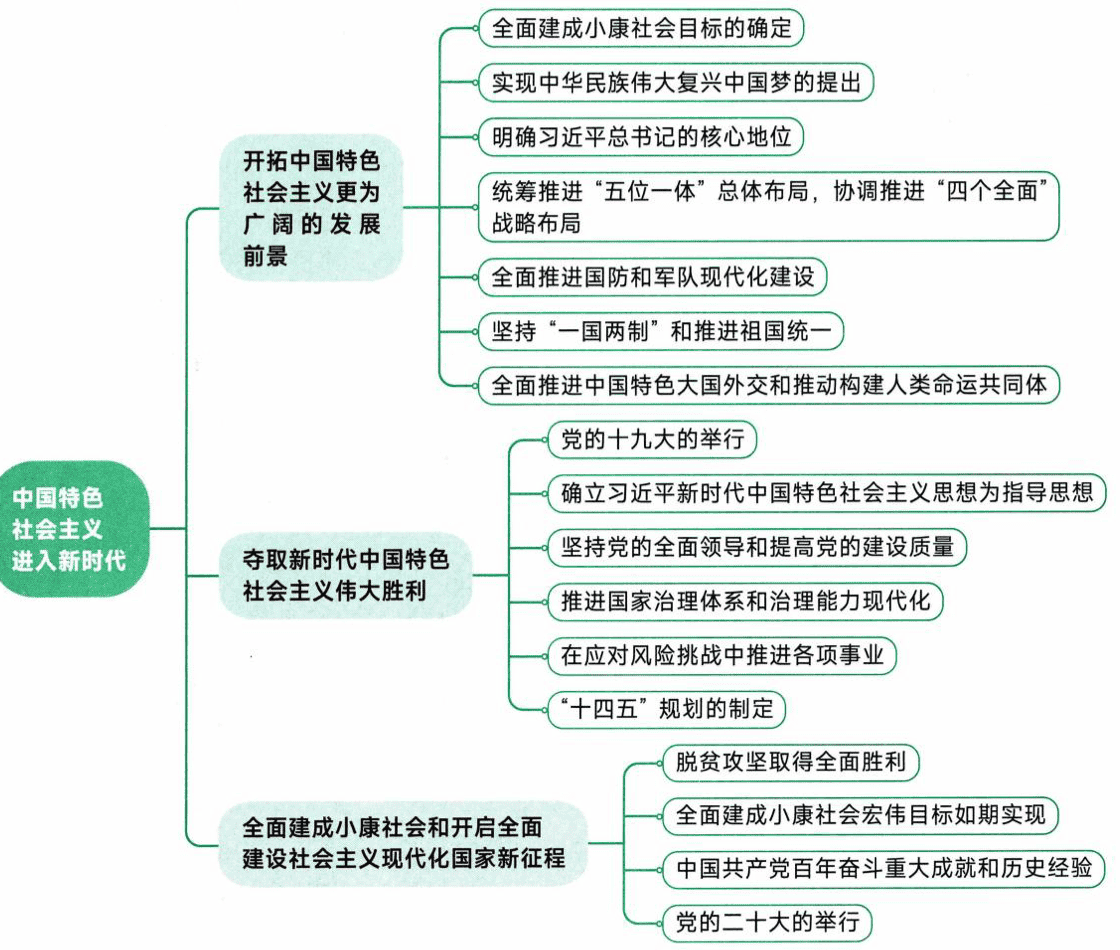 中国特色
社会主义
进入新时代
开拓中国特色
社会主义更为
广阔的发展
前景
全面建成小康社会目标的确定
实现中华民族伟大复兴中国梦的提出
明确习近平总书记的核心地位
统筹推进“五位一体”总体布局，协调推进“四个全面”
战略布局
全面推进国防和军队现代化建设
坚持“一国两制”和推进祖国统一
全面推进中国特色大国外交和推动构建人类命运共同体
夺取新时代中国特色
社会主义伟大胜利
党的十九大的举行
确立习近平新时代中国特色社会主义思想为指导思想
坚持党的全面领导和提高党的建设质量
推进国家治理体系和治理能力现代化
在应对风险挑战中推进各项事业
“十四五”规划的制定
全面建成小康社会和开启全面
建设社会主义现代化国家新征程
脱贫攻坚取得全面胜利
全面建成小康社会宏伟目标如期实现
中国共产党百年奋斗重大成就和历史经验
党的二十大的举行